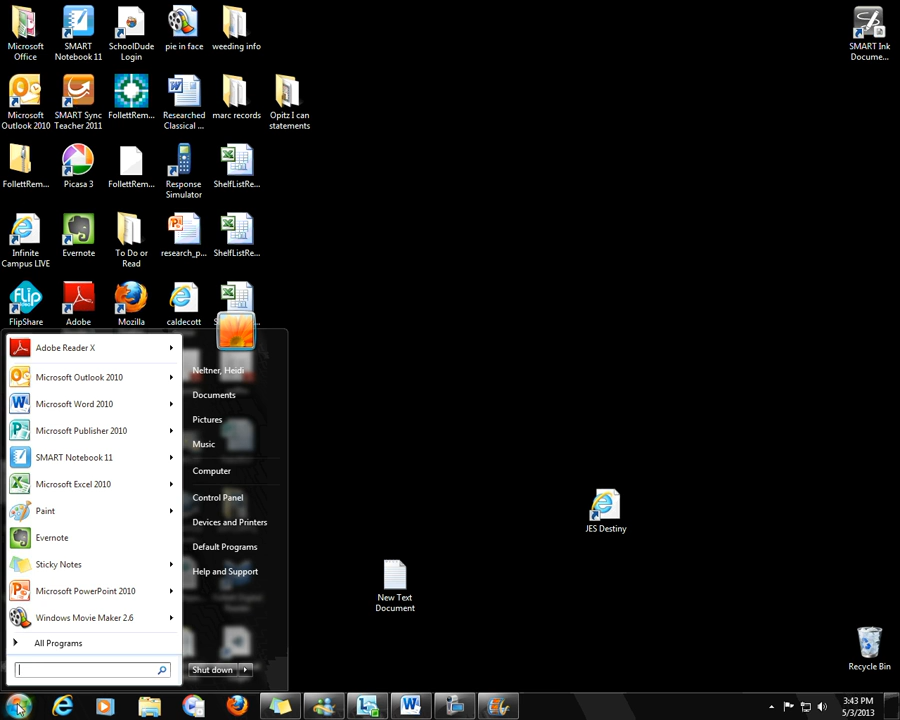 Microsoft
Office
SMART
Notebook 11
SchoolDude
Login
pie in face
weeding info
SMART Ink
Docume...
Microsoft
Outlook 2010
SMART Sync
Teacher 2011
FollettRem...
Researched
Classical ...
marc records
Opitz I can
statements
FollettRem...
Picasa 3
FollettRem...
Response
Simulator
ShelfListRe...
Infinite
Campus LIVE
Evernote
To Do or
Read
research_p...
ShelfListRe...
flip
FlipShare
Adobe
Mozilla
caldecott
Adobe Reader X
Microsoft Outlook 2010
Microsoft Word 2010
Microsoft Publisher 2010
SMART Notebook 11
Microsoft Excel 2010
Paint
Evernote
Sticky Notes
Microsoft PowerPoint 2010
Windows Movie Maker 2.6
All Programs
Neltner, Heidi
Documents
Pictures
Music
Computer
Control Panel
Devices and Printers
Default Programs
Help and Support
Shut down
JES Destiny
New Text
Document
Recycle Bin
3:43 PM
5/3/2013